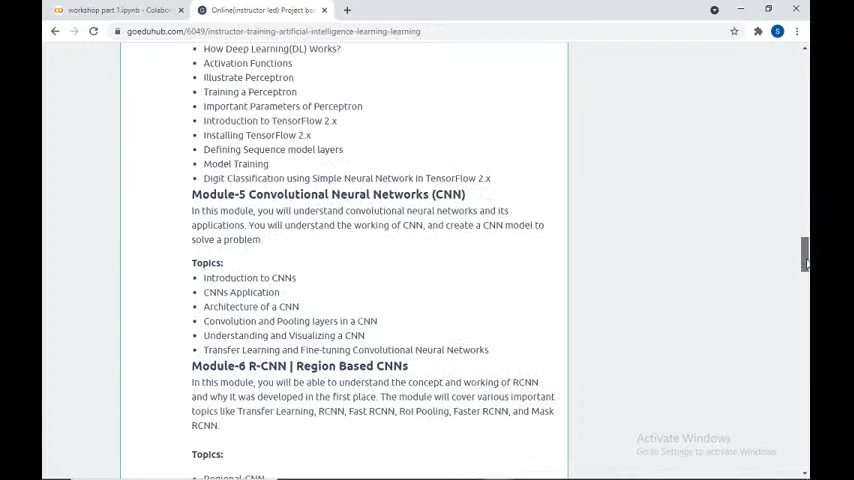 workshop part 1.ipynb - Colabo
Online(instructor led) Project ba
goeduhub.com/6049/instructor-training-artificial-intelligence-learning-learning
S
• How Deep Learning(DL) Works?
• Activation Functions
• Illustrate Perceptron
• Training a Perceptron
• Important Parameters of Perceptron
• Introduction to TensorFlow 2.x
• Installing TensorFlow 2.x
• Defining Sequence model layers
• Model Training
• Digit Classification using Simple Neural Network in TensorFlow 2.x
Module-5 Convolutional Neural Networks (CNN)
In this module, you will understand convolutional neural networks and its
applications. You will understand the working of CNN, and create a CNN model to
solve a problem.
Topics:
• Introduction to CNNs
• CNNs Application
• Architecture of a CNN
• Convolution and Pooling layers in a CNN
• Understanding and Visualizing a CNN
• Transfer Learning and Fine-tuning Convolutional Neural Networks
Module-6 R-CNN | Region Based CNNs
In this module, you will be able to understand the concept and working of RCNN
and why it was developed in the first place. The module will cover various important
topics like Transfer Learning, RCNN, Fast RCNN, RoI Pooling, Faster RCNN, and Mask
RCNN.
Topics:
• Regional-CNN
Activate Windows
Go to Settings to activate Windows.